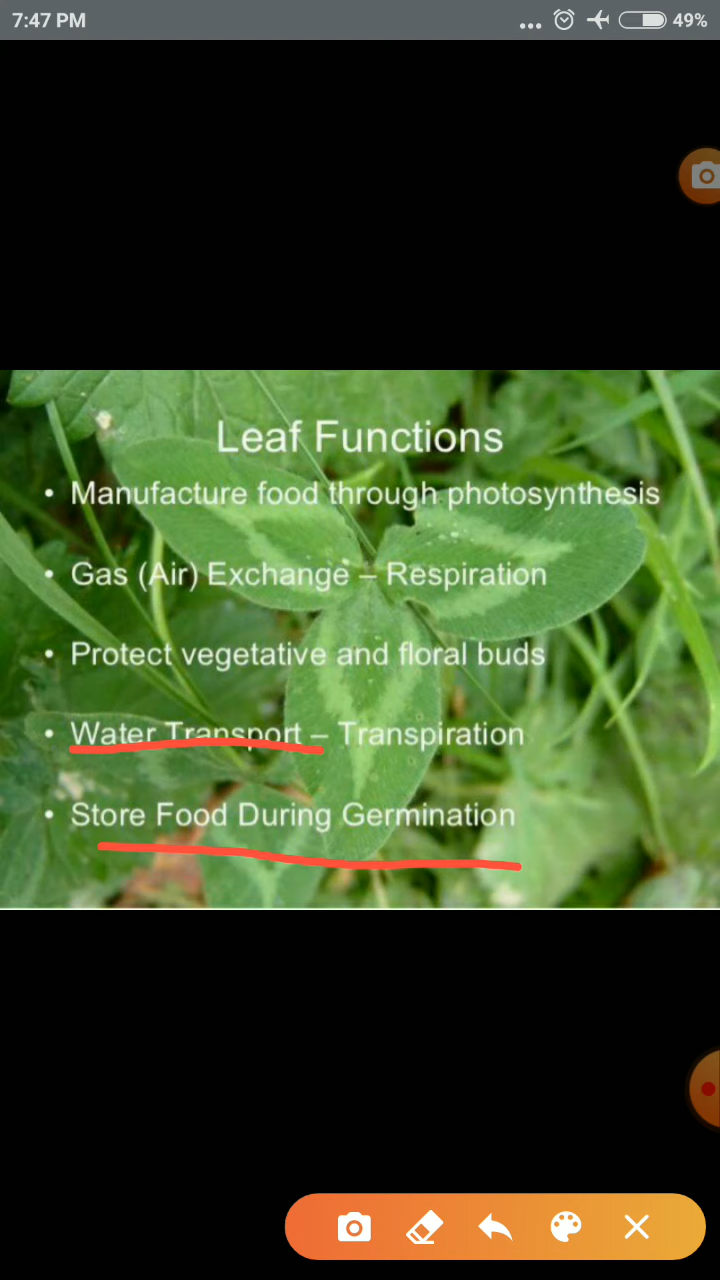 7:47 PM
49%
Leaf Functions
• Manufacture food through photosynthesis
• Gas (Air) Exchange – Respiration
• Protect vegetative and floral buds
• Water Transport – Transpiration
• Store Food During Germination